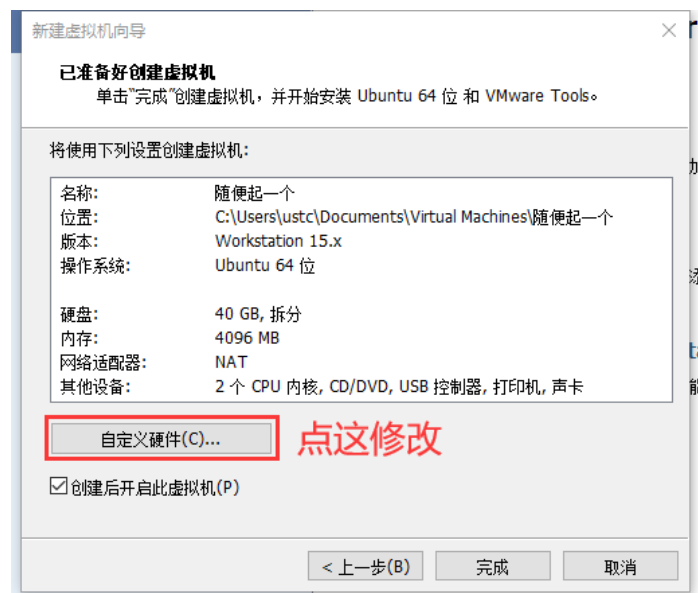 新建虚拟机向导
已准备好创建虚拟机
单击"完成"创建虚拟机，并开始安装 Ubuntu 64 位 和 VMware Tools。
将使用下列设置创建虚拟机:
名称: 随便起一个
位置: C:\Users\ustc\Documents\Virtual Machines\随便起一个
版本: Workstation 15.x
操作系统: Ubuntu 64 位
硬盘: 40 GB, 拆分
内存: 4096 MB
网络适配器: NAT
其他设备: 2 个 CPU 内核, CD/DVD, USB 控制器, 打印机, 声卡
自定义硬件(C)... 点这修改
创建后开启此虚拟机(P)
< 上一步(B) 完成 取消